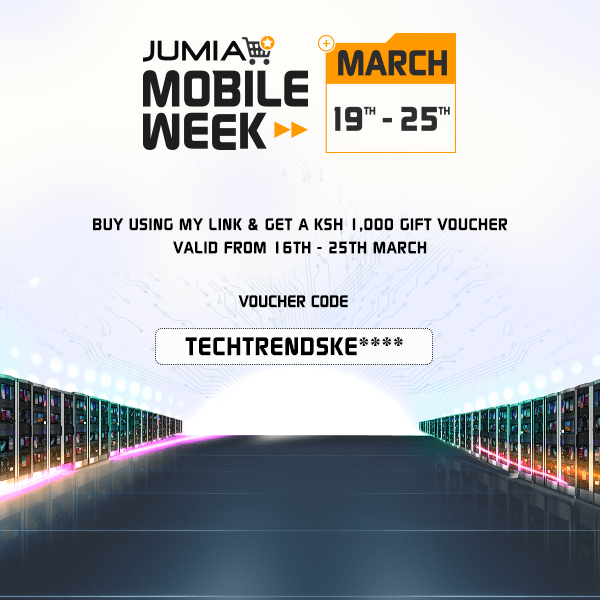 JUMIA
MOBILE
WEEK
MARCH
19TH - 25TH
BUY USING MY LINK & GET A KSH 1,000 GIFT VOUCHER
VALID FROM 16TH - 25TH MARCH
VOUCHER CODE
TECHTRENDSKE****